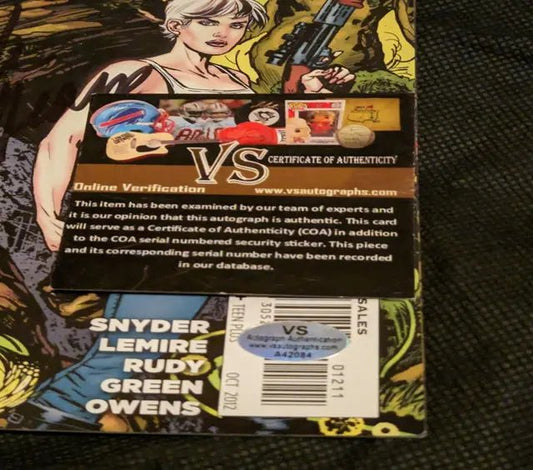 VS CERTIFICATE OF AUTHENTICITY
Online Verification www.vsautographs.com
This item has been examined by our team of experts and
it is our opinion that this autograph is authentic. This card
will serve as a Certificate of Authenticity (COA) in addition
to the COA serial numbered security sticker. This piece
and its corresponding serial number have been recorded
in our database.
SNYDER
LEMIRE
RUDY
GREEN
OWENS
TEEN PLUS
OCT 2012
SALES
01211
VS
Autograph Authentication
www.vsautographs.com
A42084